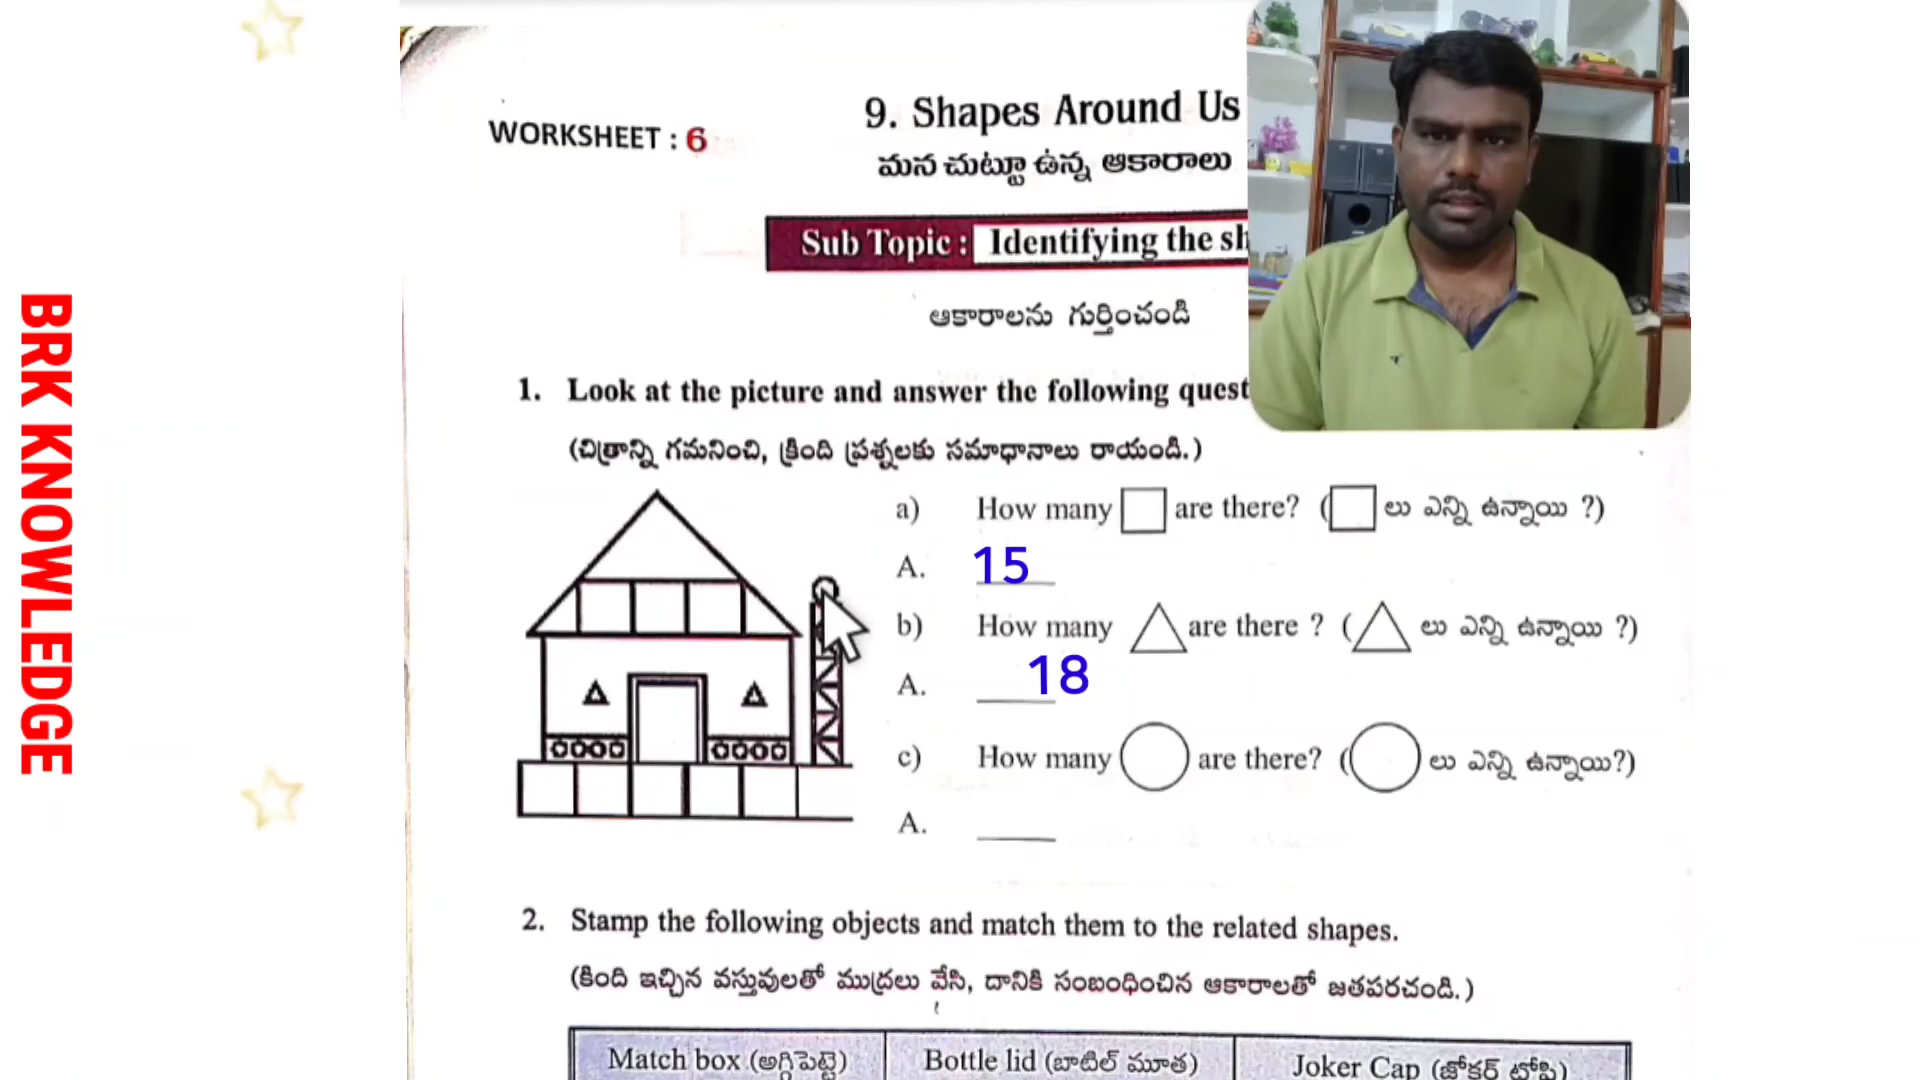 BRK KNOWLEDGE
WORKSHEET : 6
9. Shapes Around Us
మన చుట్టూ ఉన్న ఆకారాలు
Sub Topic : Identifying the sh
ఆకారాలను గుర్తించండి
1. Look at the picture and answer the following quest
(చిత్రాన్ని గమనించి, క్రింది ప్రశ్నలకు సమాధానాలు రాయండి.)
a) How many are there? ( లు ఎన్ని ఉన్నాయి ?)
A. 15
b) How many are there ? ( లు ఎన్ని ఉన్నాయి ?)
A. 18
c) How many are there? ( లు ఎన్ని ఉన్నాయి?)
A.
2. Stamp the following objects and match them to the related shapes.
(కింది ఇచ్చిన వస్తువులతో ముద్రలు వేసి, దానికి సంబంధించిన ఆకారాలతో జతపరచండి.)
Match box (అగ్గిపెట్టె) Bottle lid (బాటిల్ మూత) Joker Cap (జోకర్ టోపి)